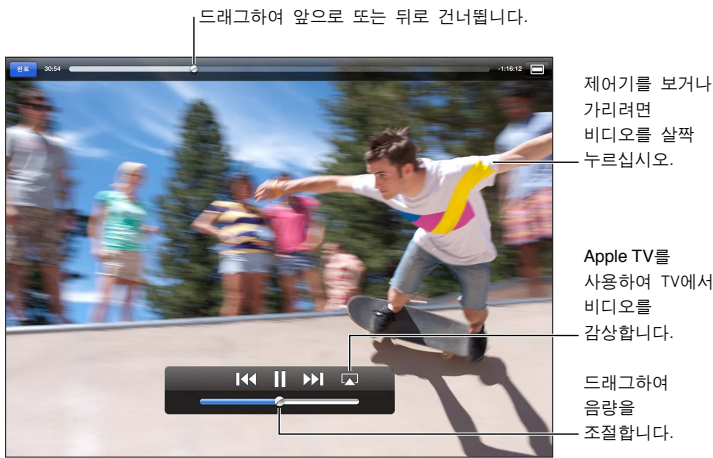 드래그하여 앞으로 또는 뒤로 건너뜁니다.
완료 30:54 -1:16:12
제어기를 보거나
가리려면
비디오를 살짝
누르십시오.
Apple TV를
사용하여 TV에서
비디오를
감상합니다.
드래그하여
음량을
조절합니다.